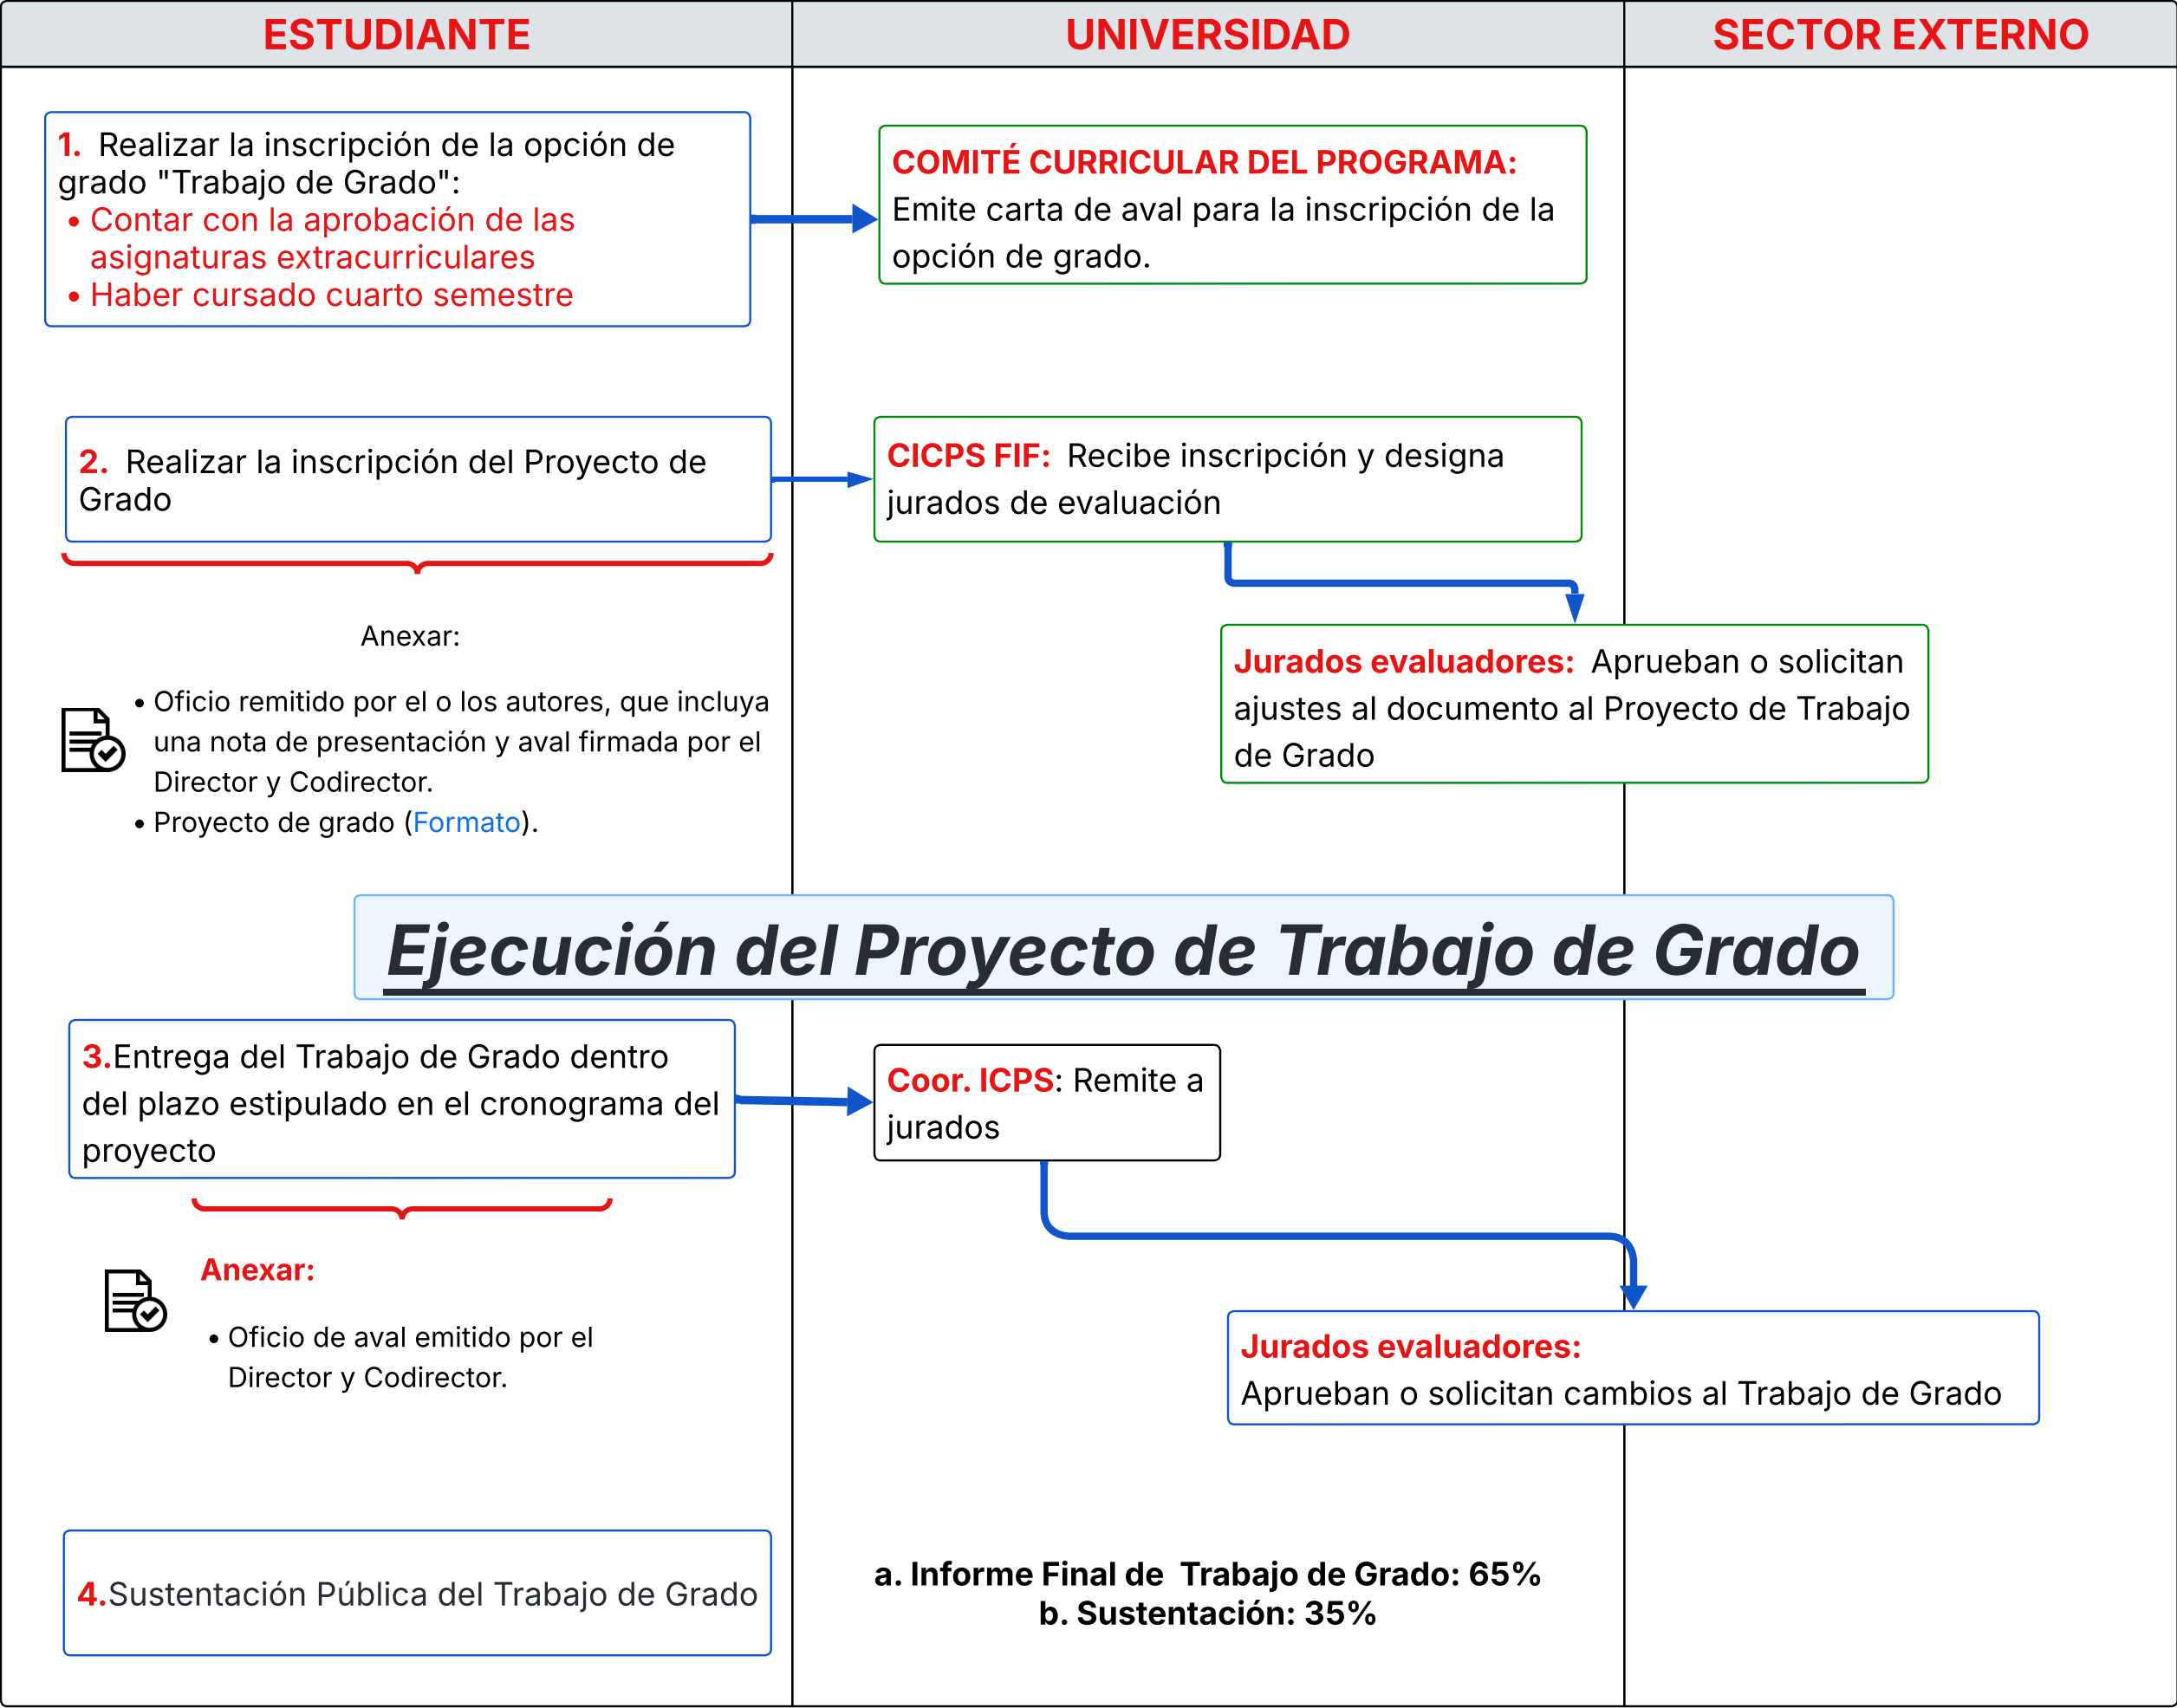 ESTUDIANTE
UNIVERSIDAD
SECTOR EXTERNO
1. Realizar la inscripción de la opción de
grado "Trabajo de Grado":
• Contar con la aprobación de las
asignaturas extracurriculares
• Haber cursado cuarto semestre
COMITÉ CURRICULAR DEL PROGRAMA:
Emite carta de aval para la inscripción de la
opción de grado.
2. Realizar la inscripción del Proyecto de
Grado
CICPS FIF: Recibe inscripción y designa
jurados de evaluación
Anexar:
• Oficio remitido por el o los autores, que incluya
una nota de presentación y aval firmada por el
Director y Codirector.
• Proyecto de grado (Formato).
Jurados evaluadores: Aprueban o solicitan
ajustes al documento al Proyecto de Trabajo
de Grado
Ejecución del Proyecto de Trabajo de Grado
3.Entrega del Trabajo de Grado dentro
del plazo estipulado en el cronograma del
proyecto
Coor. ICPS: Remite a
jurados
Anexar:
• Oficio de aval emitido por el
Director y Codirector.
Jurados evaluadores:
Aprueban o solicitan cambios al Trabajo de Grado
4.Sustentación Pública del Trabajo de Grado
a. Informe Final de Trabajo de Grado: 65%
b. Sustentación: 35%